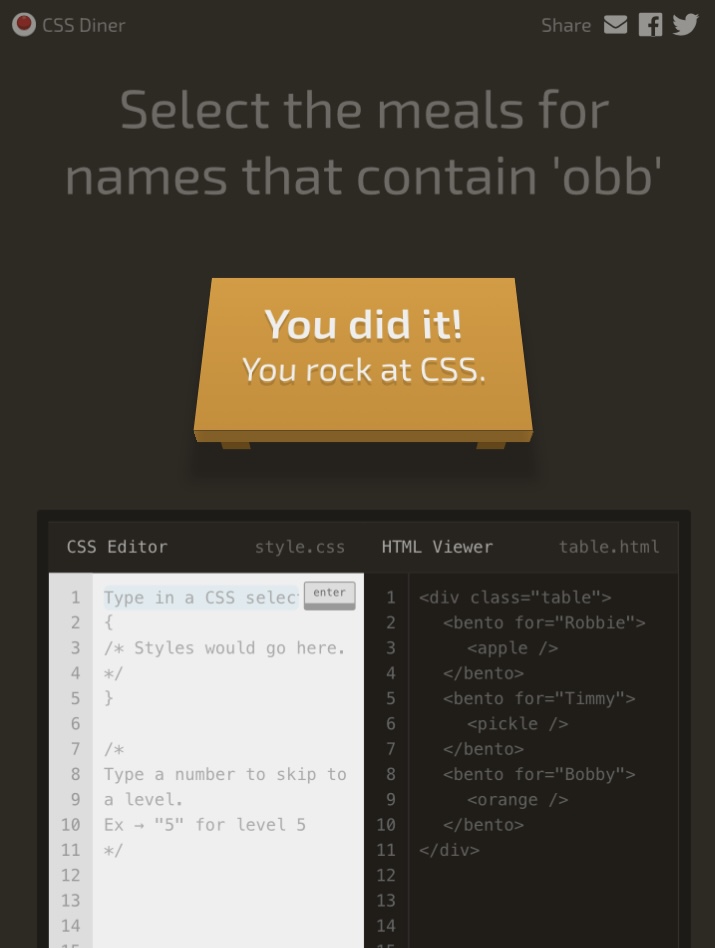 CSS Diner
Share
Select the meals for
names that contain 'obb'
You did it!
You rock at CSS.
CSS Editor
style.css
HTML Viewer
table.html
1 Type in a CSS select
enter
2 {
3 /* Styles would go here.
4 */
5 }
6
7 /*
8 Type a number to skip to
9 a level.
10 Ex → "5" for level 5
11 */
12
13
14
1 <div class="table">
2 <bento for="Robbie">
3 <apple />
4 </bento>
5 <bento for="Timmy">
6 <pickle />
7 </bento>
8 <bento for="Bobby">
9 <orange />
10 </bento>
11 </div>
12
13
14